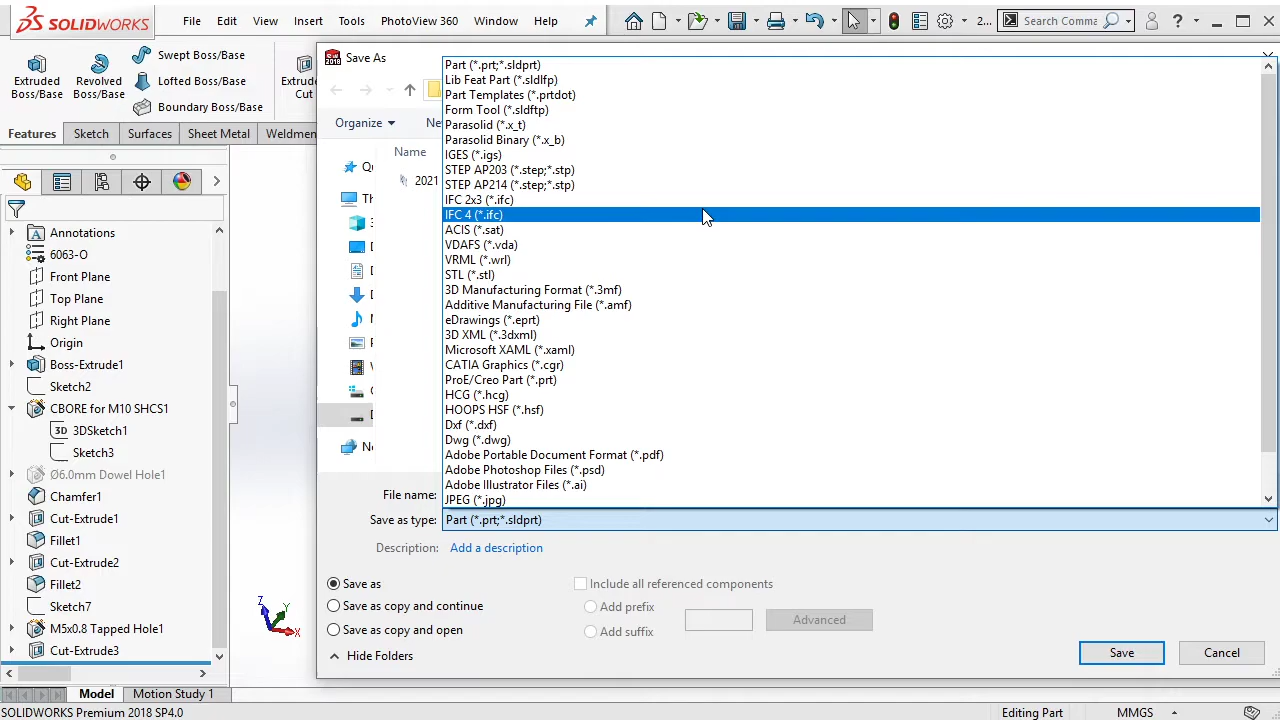 SOLIDWORKS File Edit View Insert Tools PhotoView 360 Window Help 2... Search Comma ?
Extruded Boss/Base
Revolved Boss/Base
Swept Boss/Base
Lofted Boss/Base
Boundary Boss/Base
Extruded Cut
Features Sketch Surfaces Sheet Metal Weldmen
Annotations
6063-O
Front Plane
Top Plane
Right Plane
Origin
Boss-Extrude1
Sketch2
CBORE for M10 SHCS1
3D 3DSketch1
Sketch3
Ø6.0mm Dowel Hole1
Chamfer1
Cut-Extrude1
Fillet1
Cut-Extrude2
Fillet2
Sketch7
M5x0.8 Tapped Hole1
Cut-Extrude3
Z Y X
Save As
Organize Ne
Name
2021
Qu
Th
3
D
D
D
M
P
V
D
Ne
Part (*.prt;*.sldprt)
Lib Feat Part (*.sldlfp)
Part Templates (*.prtdot)
Form Tool (*.sldftp)
Parasolid (*.x_t)
Parasolid Binary (*.x_b)
IGES (*.igs)
STEP AP203 (*.step;*.stp)
STEP AP214 (*.step;*.stp)
IFC 2x3 (*.ifc)
IFC 4 (*.ifc)
ACIS (*.sat)
VDAFS (*.vda)
VRML (*.wrl)
STL (*.stl)
3D Manufacturing Format (*.3mf)
Additive Manufacturing File (*.amf)
eDrawings (*.eprt)
3D XML (*.3dxml)
Microsoft XAML (*.xaml)
CATIA Graphics (*.cgr)
ProE/Creo Part (*.prt)
HCG (*.hcg)
HOOPS HSF (*.hsf)
Dxf (*.dxf)
Dwg (*.dwg)
Adobe Portable Document Format (*.pdf)
Adobe Photoshop Files (*.psd)
Adobe Illustrator Files (*.ai)
JPEG (*.jpg)
File name:
Save as type: Part (*.prt;*.sldprt)
Description: Add a description
Save as
Save as copy and continue
Save as copy and open
Include all referenced components
Add prefix
Add suffix
Advanced
Hide Folders
Save Cancel
Model Motion Study 1
SOLIDWORKS Premium 2018 SP4.0 Editing Part MMGS